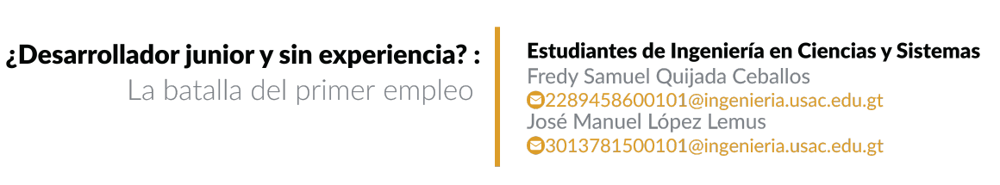 ¿Desarrollador junior y sin experiencia? :
La batalla del primer empleo
Estudiantes de Ingeniería en Ciencias y Sistemas
Fredy Samuel Quijada Ceballos
2289458600101@ingenieria.usac.edu.gt
José Manuel López Lemus
3013781500101@ingenieria.usac.edu.gt